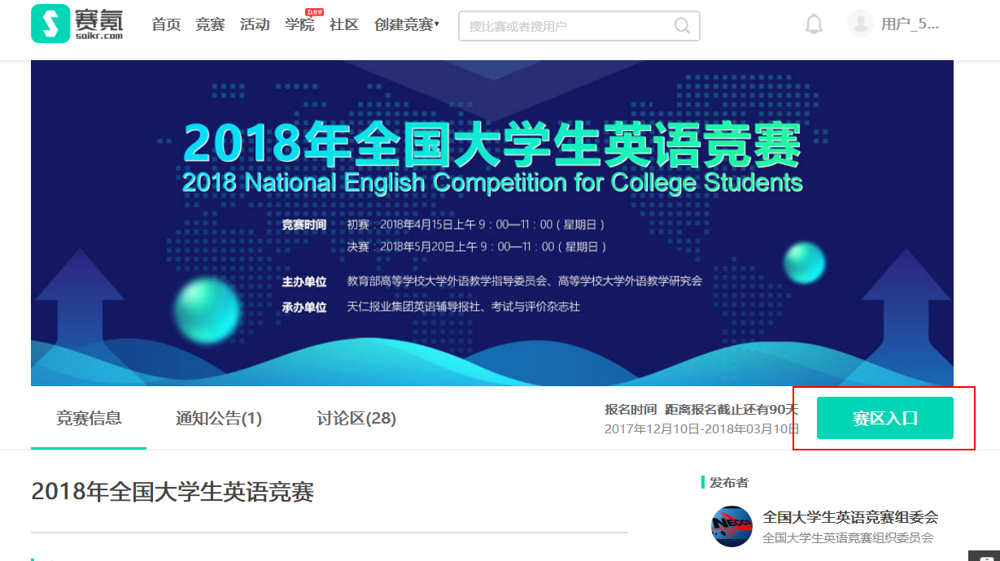 赛氪
saikr.com
首页 竞赛 活动 学院 new 社区 创建竞赛
搜比赛或者搜用户
用户_5...
2018年全国大学生英语竞赛
2018 National English Competition for College Students
竞赛时间 初赛：2018年4月15日上午 9：00—11：00（星期日）
决赛：2018年5月20日上午 9：00—11：00（星期日）
主办单位 教育部高等学校大学外语教学指导委员会、高等学校大学外语教学研究会
承办单位 天仁报业集团英语辅导报社、考试与评价杂志社
竞赛信息 通知公告(1) 讨论区(28)
报名时间 距离报名截止还有90天
2017年12月10日-2018年03月10日
赛区入口
2018年全国大学生英语竞赛
发布者
NECCS
全国大学生英语竞赛组委会
全国大学生英语竞赛组织委员会